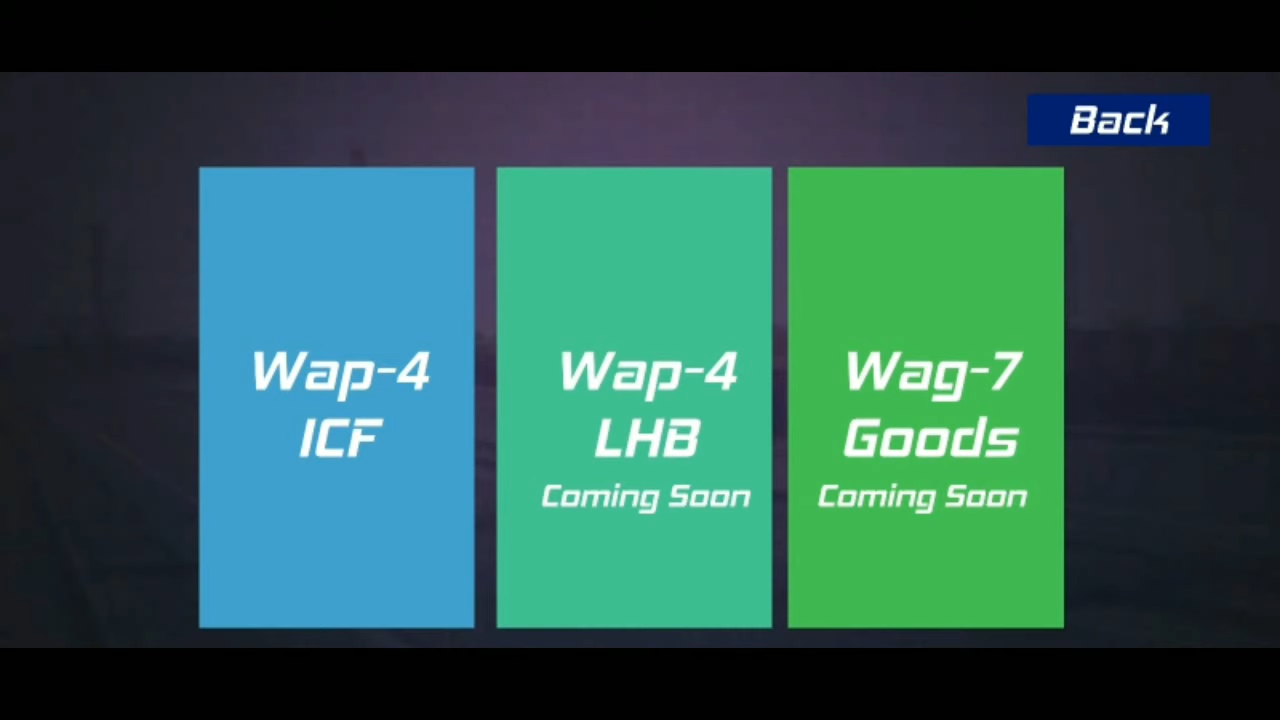 Back
Wap-4
ICF
Wap-4
LHB
Coming Soon
Wag-7
Goods
Coming Soon